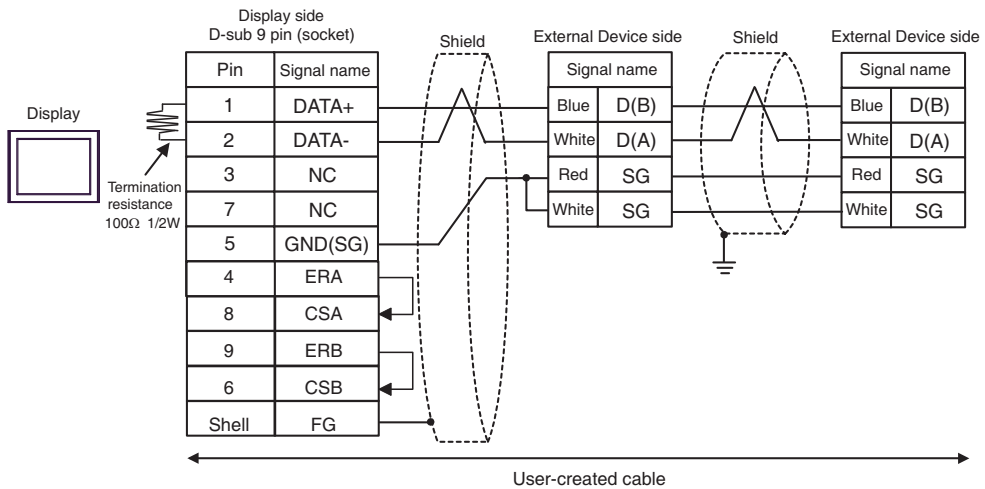 Display side
D-sub 9 pin (socket)
Shield
External Device side
Shield
External Device side
Pin Signal name
Signal name
Signal name
Display
1 DATA+
Blue D(B)
Blue D(B)
2 DATA-
White D(A)
White D(A)
Termination
resistance
100Ω 1/2W
3 NC
Red SG
Red SG
7 NC
White SG
White SG
5 GND(SG)
4 ERA
8 CSA
9 ERB
6 CSB
Shell FG
User-created cable